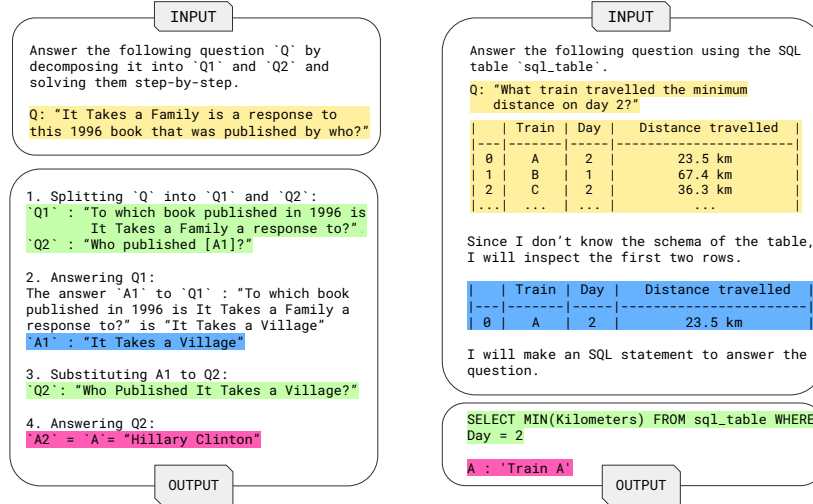 INPUT
Answer the following question `Q` by
decomposing it into `Q1` and `Q2` and
solving them step-by-step.
Q: “It Takes a Family is a response to
this 1996 book that was published by who?”
1. Splitting `Q` into `Q1` and `Q2`:
`Q1` : “To which book published in 1996 is
It Takes a Family a response to?”
`Q2` : “Who published [A1]?”
2. Answering Q1:
The answer `A1` to `Q1` : “To which book
published in 1996 is It Takes a Family a
response to?” is “It Takes a Village”
`A1` : “It Takes a Village”
3. Substituting A1 to Q2:
`Q2`: “Who Published It Takes a Village?”
4. Answering Q2:
`A2` = `A`= “Hillary Clinton”
OUTPUT
INPUT
Answer the following question using the SQL
table `sql_table`.
Q: “What train travelled the minimum
distance on day 2?”
|   | Train | Day |   Distance travelled  |
|---|-------|-----|-----------------------|
| 0 |   A   |  2  |        23.5 km        |
| 1 |   B   |  1  |        67.4 km        |
| 2 |   C   |  2  |        36.3 km        |
|...|  ...  | ... |          ...          |
Since I don’t know the schema of the table,
I will inspect the first two rows.
|   | Train | Day |   Distance travelled  |
|---|-------|-----|-----------------------|
| 0 |   A   |  2  |        23.5 km        |
I will make an SQL statement to answer the
question.
SELECT MIN(Kilometers) FROM sql_table WHERE
Day = 2
A : 'Train A'
OUTPUT